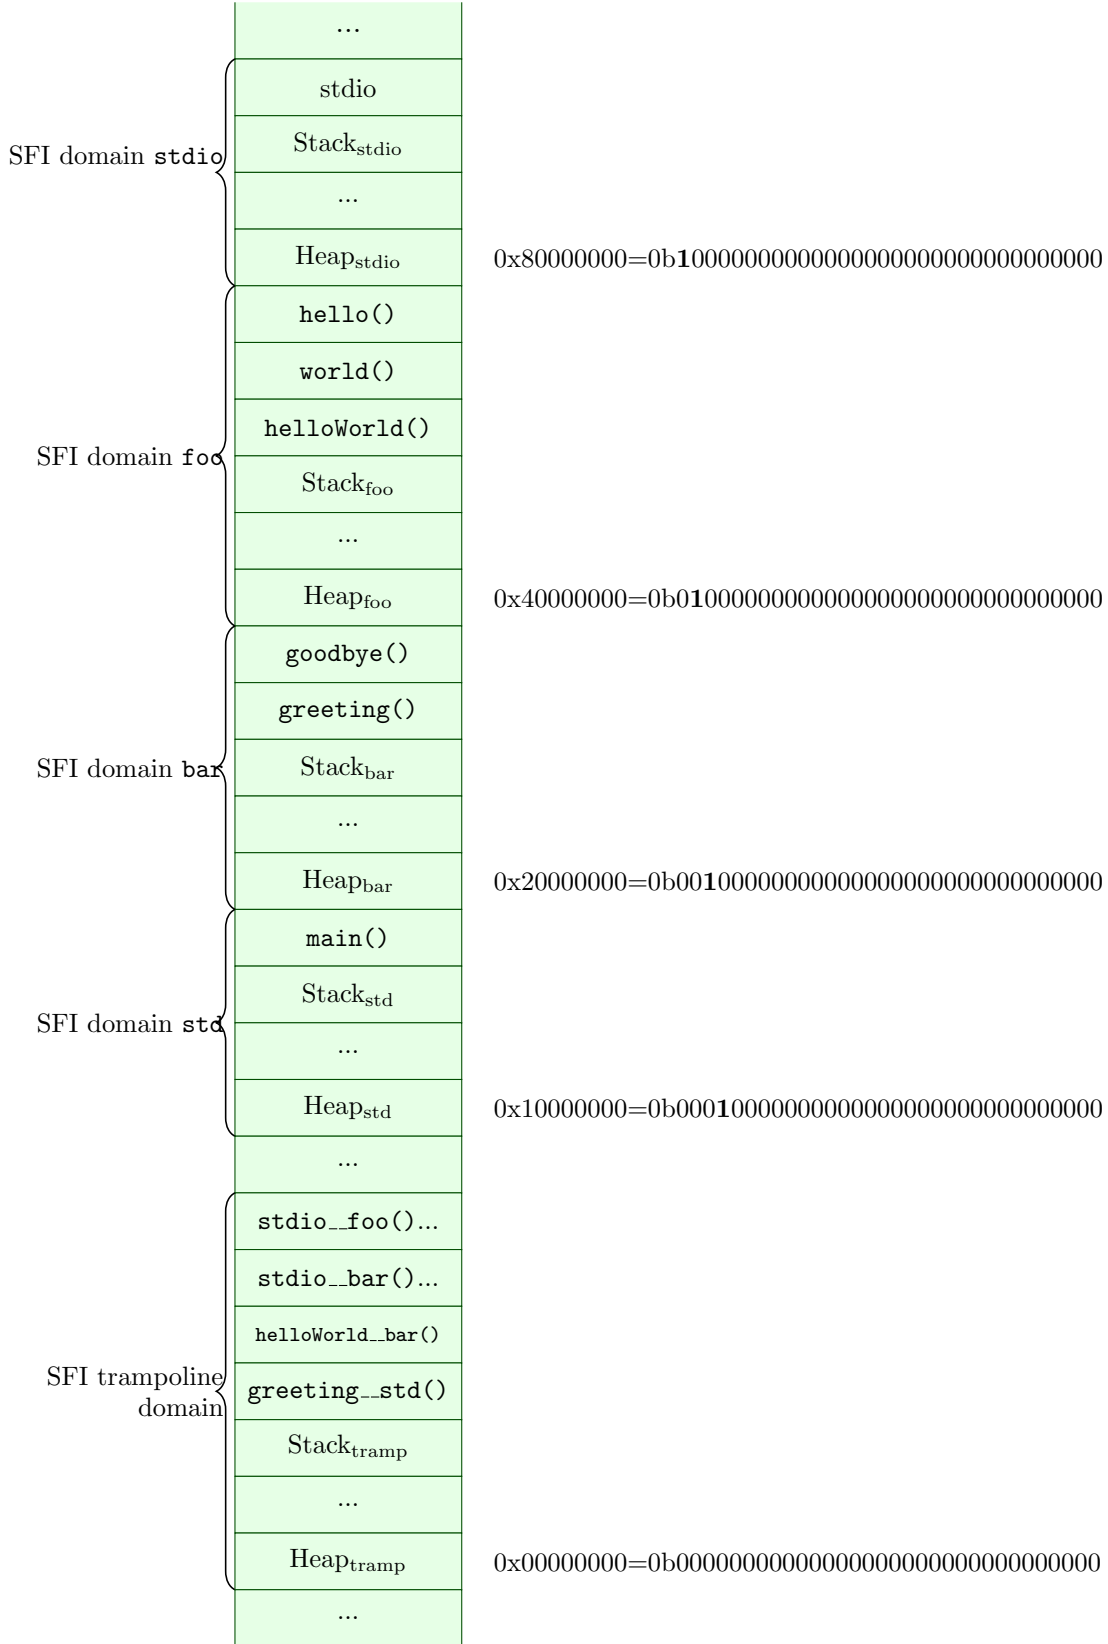 ...
stdio
SFI domain stdio
Stack_stdio
...
Heap_stdio 0x80000000=0b10000000000000000000000000000000
hello()
world()
helloWorld()
SFI domain foo
Stack_foo
...
Heap_foo 0x40000000=0b01000000000000000000000000000000
goodbye()
greeting()
SFI domain bar
Stack_bar
...
Heap_bar 0x20000000=0b00100000000000000000000000000000
main()
Stack_std
SFI domain std
...
Heap_std 0x10000000=0b00010000000000000000000000000000
...
stdio__foo()...
stdio__bar()...
helloWorld__bar()
SFI trampoline
domain
greeting__std()
Stack_tramp
...
Heap_tramp 0x00000000=0b00000000000000000000000000000000
...